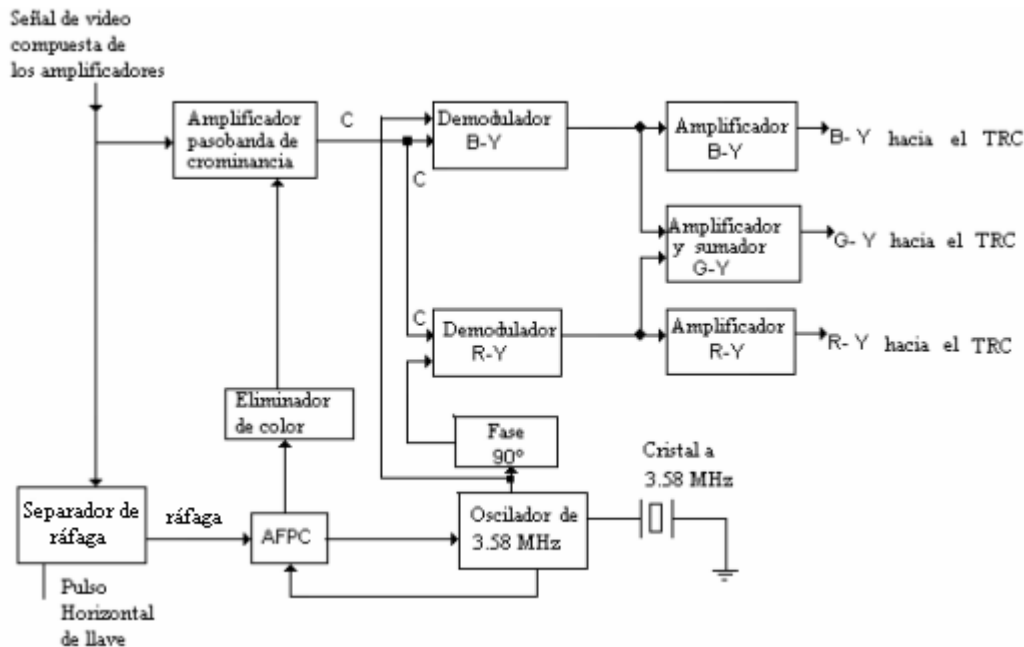 Señal de video
compuesta de
los amplificadores
Amplificador
pasobanda de
crominancia
C
Demodulador
B-Y
Amplificador
B-Y
B-Y hacia el TRC
C
Amplificador
y sumador
G-Y
G-Y hacia el TRC
C
Demodulador
R-Y
Amplificador
R-Y
R-Y hacia el TRC
Eliminador
de color
Fase
90º
Cristal a
3.58 MHz
Separador de
ráfaga
ráfaga
AFPC
Oscilador de
3.58 MHz
Pulso
Horizontal
de llave